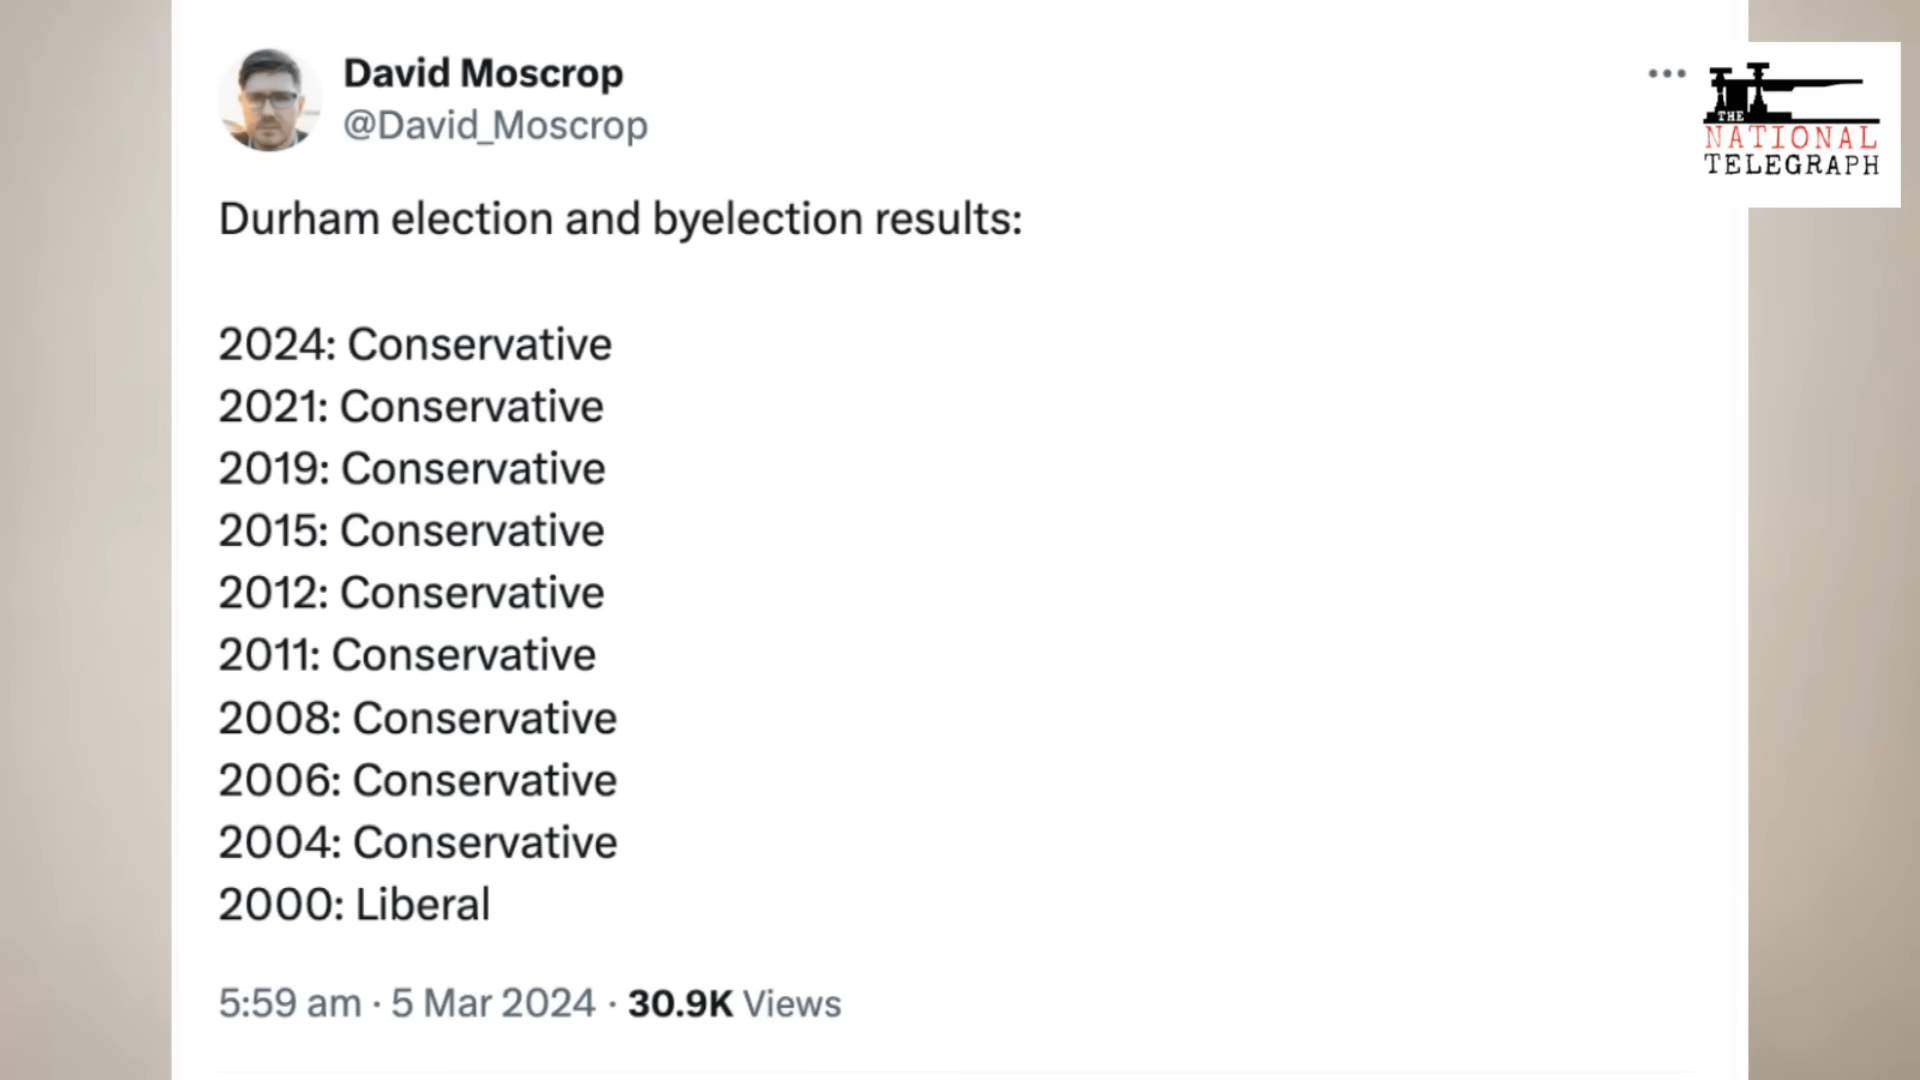 David Moscrop
@David_Moscrop
THE
NATIONAL
TELEGRAPH
Durham election and byelection results:
2024: Conservative
2021: Conservative
2019: Conservative
2015: Conservative
2012: Conservative
2011: Conservative
2008: Conservative
2006: Conservative
2004: Conservative
2000: Liberal
5:59 am · 5 Mar 2024 · 30.9K Views